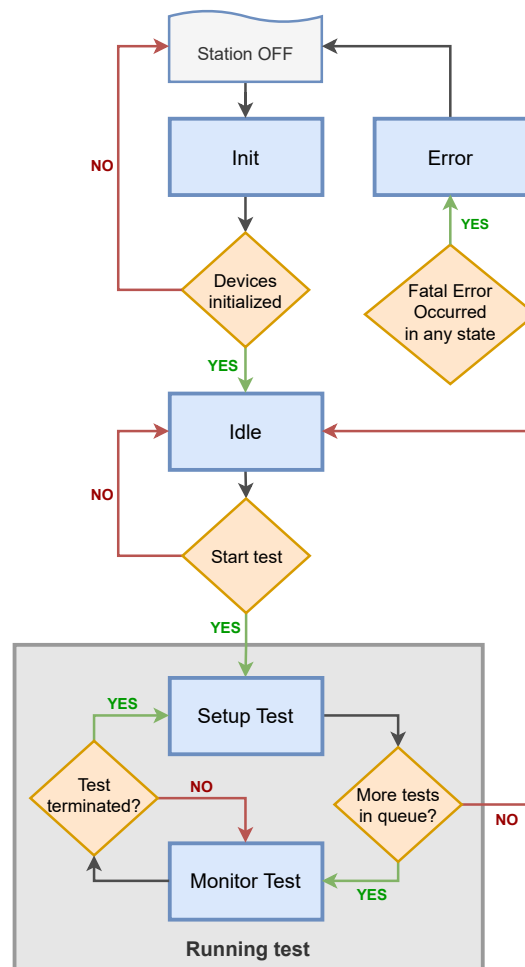 Station OFF
NO
Init
Error
YES
Devices
initialized
Fatal Error
Occurred
in any state
YES
Idle
NO
Start test
YES
Setup Test
YES
Test
terminated?
NO
More tests
in queue?
NO
Monitor Test
YES
Running test